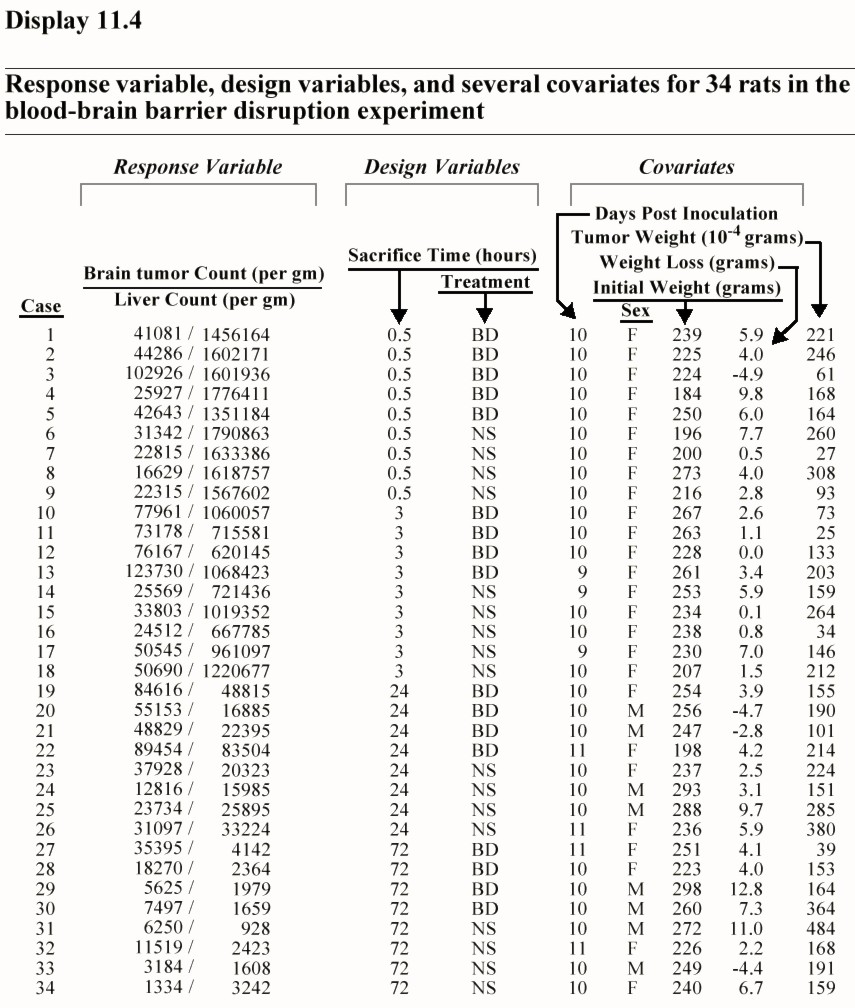 Display 11.4
Response variable, design variables, and several covariates for 34 rats in the
blood-brain barrier disruption experiment
Response Variable Design Variables Covariates
Days Post Inoculation
Tumor Weight (10-4 grams)
Sacrifice Time (hours) Weight Loss (grams)
Brain tumor Count (per gm) Treatment Initial Weight (grams)
Case Liver Count (per gm) Sex
1 41081 / 1456164 0.5 BD 10 F 239 5.9 221
2 44286 / 1602171 0.5 BD 10 F 225 4.0 246
3 102926 / 1601936 0.5 BD 10 F 224 -4.9 61
4 25927 / 1776411 0.5 BD 10 F 184 9.8 168
5 42643 / 1351184 0.5 BD 10 F 250 6.0 164
6 31342 / 1790863 0.5 NS 10 F 196 7.7 260
7 22815 / 1633386 0.5 NS 10 F 200 0.5 27
8 16629 / 1618757 0.5 NS 10 F 273 4.0 308
9 22315 / 1567602 0.5 NS 10 F 216 2.8 93
10 77961 / 1060057 3 BD 10 F 267 2.6 73
11 73178 / 715581 3 BD 10 F 263 1.1 25
12 76167 / 620145 3 BD 10 F 228 0.0 133
13 123730 / 1068423 3 BD 9 F 261 3.4 203
14 25569 / 721436 3 NS 9 F 253 5.9 159
15 33803 / 1019352 3 NS 10 F 234 0.1 264
16 24512 / 667785 3 NS 10 F 238 0.8 34
17 50545 / 961097 3 NS 9 F 230 7.0 146
18 50690 / 1220677 3 NS 10 F 207 1.5 212
19 84616 / 48815 24 BD 10 F 254 3.9 155
20 55153 / 16885 24 BD 10 M 256 -4.7 190
21 48829 / 22395 24 BD 10 M 247 -2.8 101
22 89454 / 83504 24 BD 11 F 198 4.2 214
23 37928 / 20323 24 NS 10 F 237 2.5 224
24 12816 / 15985 24 NS 10 M 293 3.1 151
25 23734 / 25895 24 NS 10 M 288 9.7 285
26 31097 / 33224 24 NS 11 F 236 5.9 380
27 35395 / 4142 72 BD 11 F 251 4.1 39
28 18270 / 2364 72 BD 10 F 223 4.0 153
29 5625 / 1979 72 BD 10 M 298 12.8 164
30 7497 / 1659 72 BD 10 M 260 7.3 364
31 6250 / 928 72 NS 10 M 272 11.0 484
32 11519 / 2423 72 NS 11 F 226 2.2 168
33 3184 / 1608 72 NS 10 M 249 -4.4 191
34 1334 / 3242 72 NS 10 F 240 6.7 159